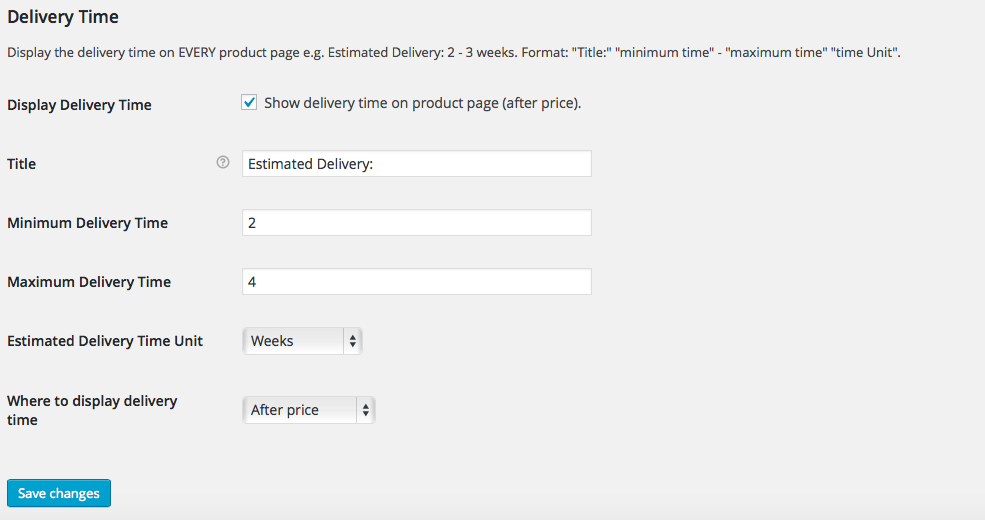 Delivery Time
Display the delivery time on EVERY product page e.g. Estimated Delivery: 2 - 3 weeks. Format: "Title:" "minimum time" - "maximum time" "time Unit".
Display Delivery Time
Show delivery time on product page (after price).
Title
?
Estimated Delivery:
Minimum Delivery Time
2
Maximum Delivery Time
4
Estimated Delivery Time Unit
Weeks
Where to display delivery
time
After price
Save changes